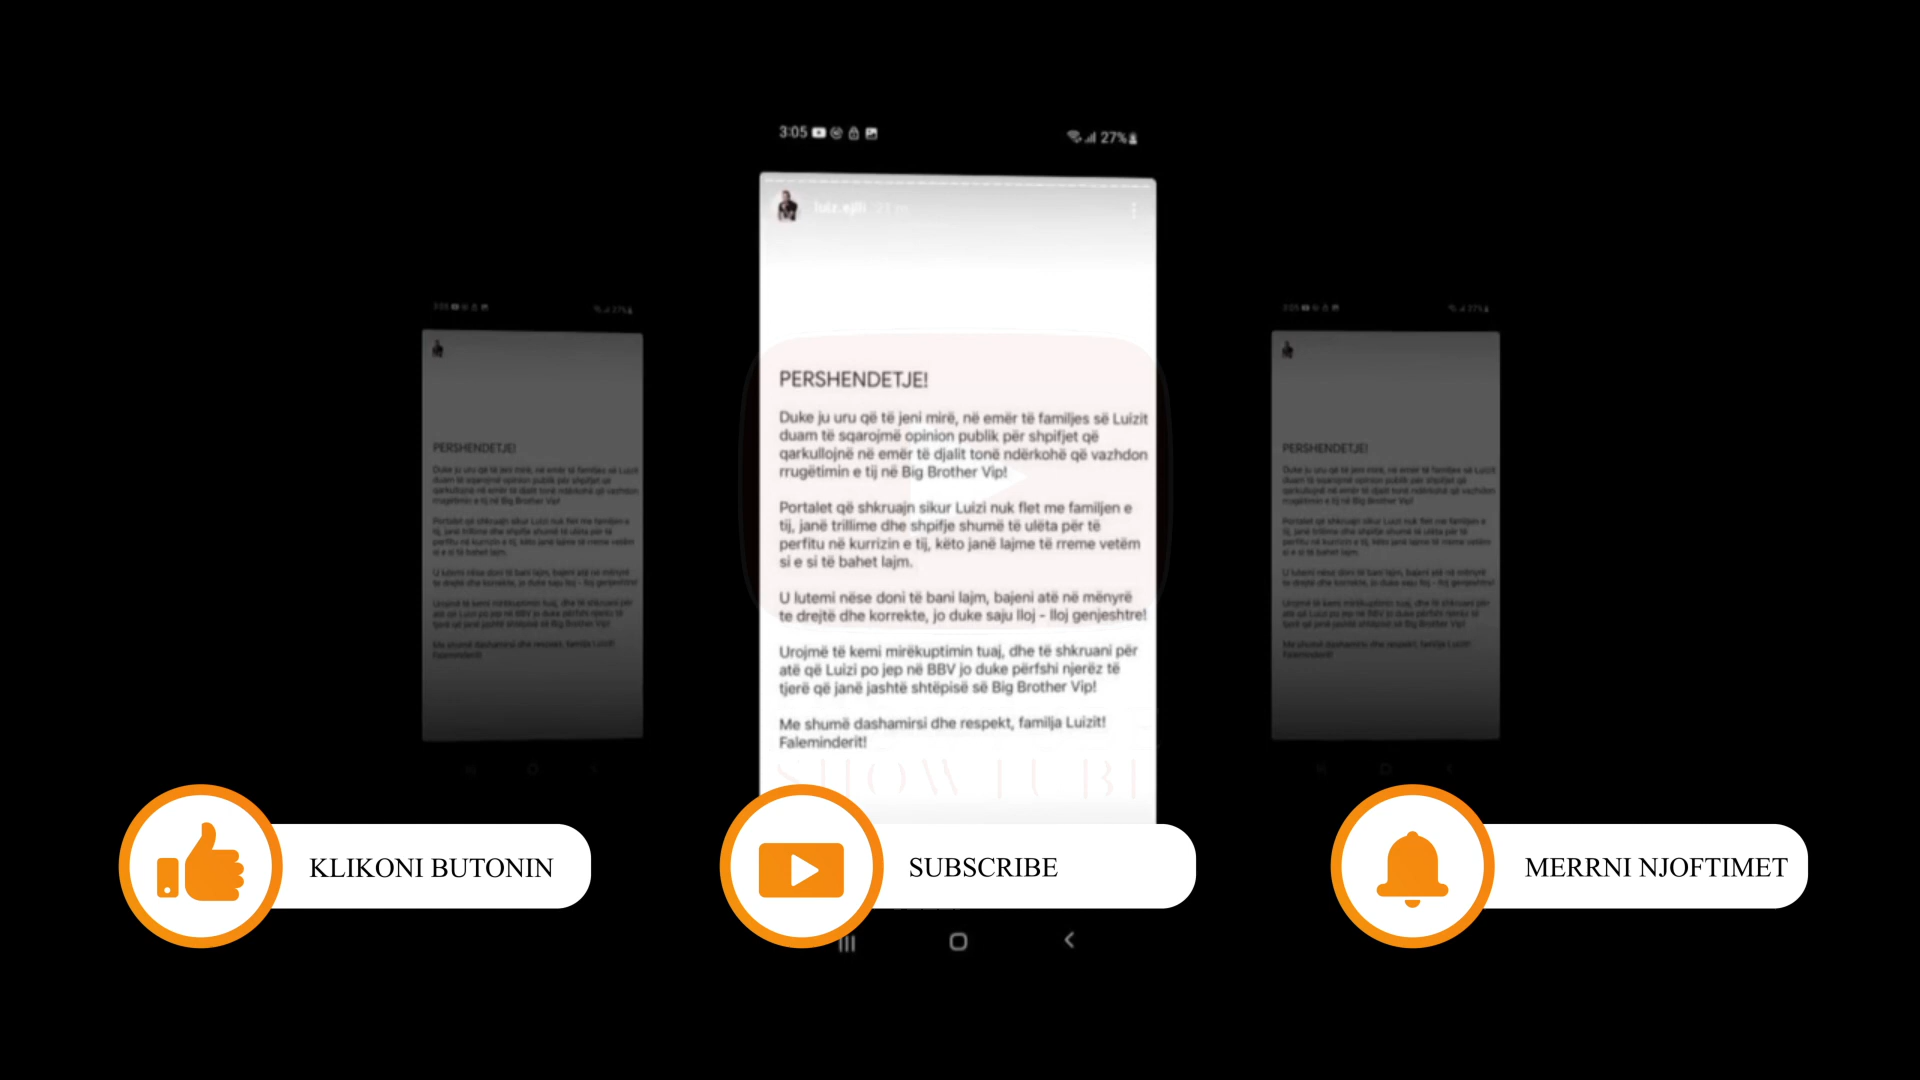 3:05
27%
luiz.ejlli
PERSHENDETJE!
Duke ju uru që të jeni mirë, në emër të familjes së Luizit
duam të sqarojmë opinion publik për shpifjet që
qarkullojnë në emër të djalit tonë ndërkohë që vazhdon
rrugëtimin e tij në Big Brother Vip!
Portalet që shkruajn sikur Luizi nuk flet me familjen e
tij, janë trillime dhe shpifje shumë të ulëta për të
perfitu në kurrizin e tij, këto janë lajme të rreme vetëm
si e si të bahet lajm.
U lutemi nëse doni të bani lajm, bajeni atë në mënyrë
te drejtë dhe korrekte, jo duke saju lloj - lloj genjeshtre!
Urojmë të kemi mirëkuptimin tuaj, dhe të shkruani për
atë që Luizi po jep në BBV jo duke përfshi njerëz të
tjerë që janë jashtë shtëpisë së Big Brother Vip!
Me shumë dashamirsi dhe respekt, familja Luizit!
Faleminderit!
SHOW TUBE
KLIKONI BUTONIN
SUBSCRIBE
MERRNI NJOFTIMET